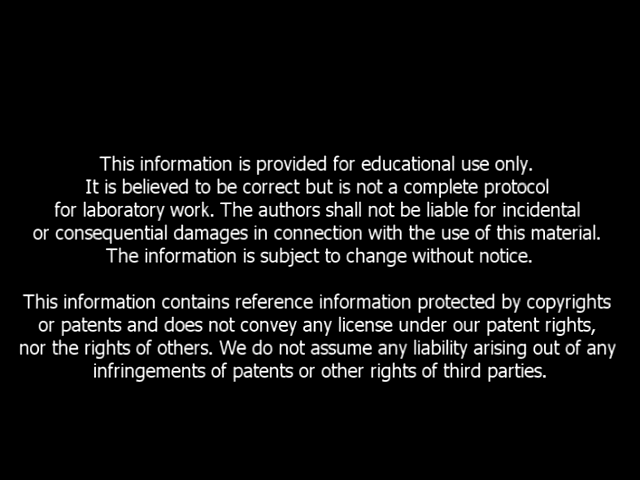 This information is provided for educational use only.
It is believed to be correct but is not a complete protocol
for laboratory work. The authors shall not be liable for incidental
or consequential damages in connection with the use of this material.
The information is subject to change without notice.
This information contains reference information protected by copyrights
or patents and does not convey any license under our patent rights,
nor the rights of others. We do not assume any liability arising out of any
infringements of patents or other rights of third parties.